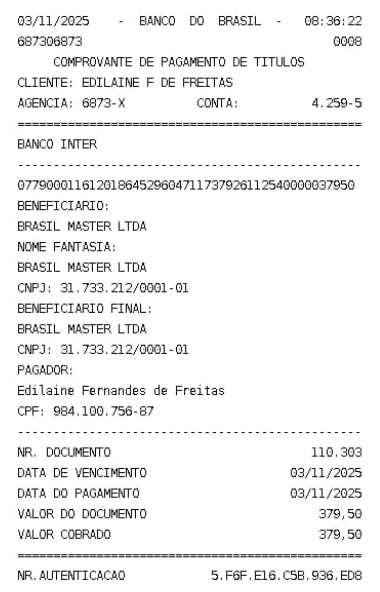 03/11/2025 - BANCO DO BRASIL - 08:36:22
687306873 0008
COMPROVANTE DE PAGAMENTO DE TITULOS
CLIENTE: EDILAINE F DE FREITAS
AGENCIA: 6873-X CONTA: 4.259-5
================================================
BANCO INTER
------------------------------------------------
07790001161201864529604711737926112540000037950
BENEFICIARIO:
BRASIL MASTER LTDA
NOME FANTASIA:
BRASIL MASTER LTDA
CNPJ: 31.733.212/0001-01
BENEFICIARIO FINAL:
BRASIL MASTER LTDA
CNPJ: 31.733.212/0001-01
PAGADOR:
Edilaine Fernandes de Freitas
CPF: 984.100.756-87
------------------------------------------------
NR. DOCUMENTO 110.303
DATA DE VENCIMENTO 03/11/2025
DATA DO PAGAMENTO 03/11/2025
VALOR DO DOCUMENTO 379,50
VALOR COBRADO 379,50
================================================
NR.AUTENTICACAO 5.F6F.E16.C5B.936.ED8